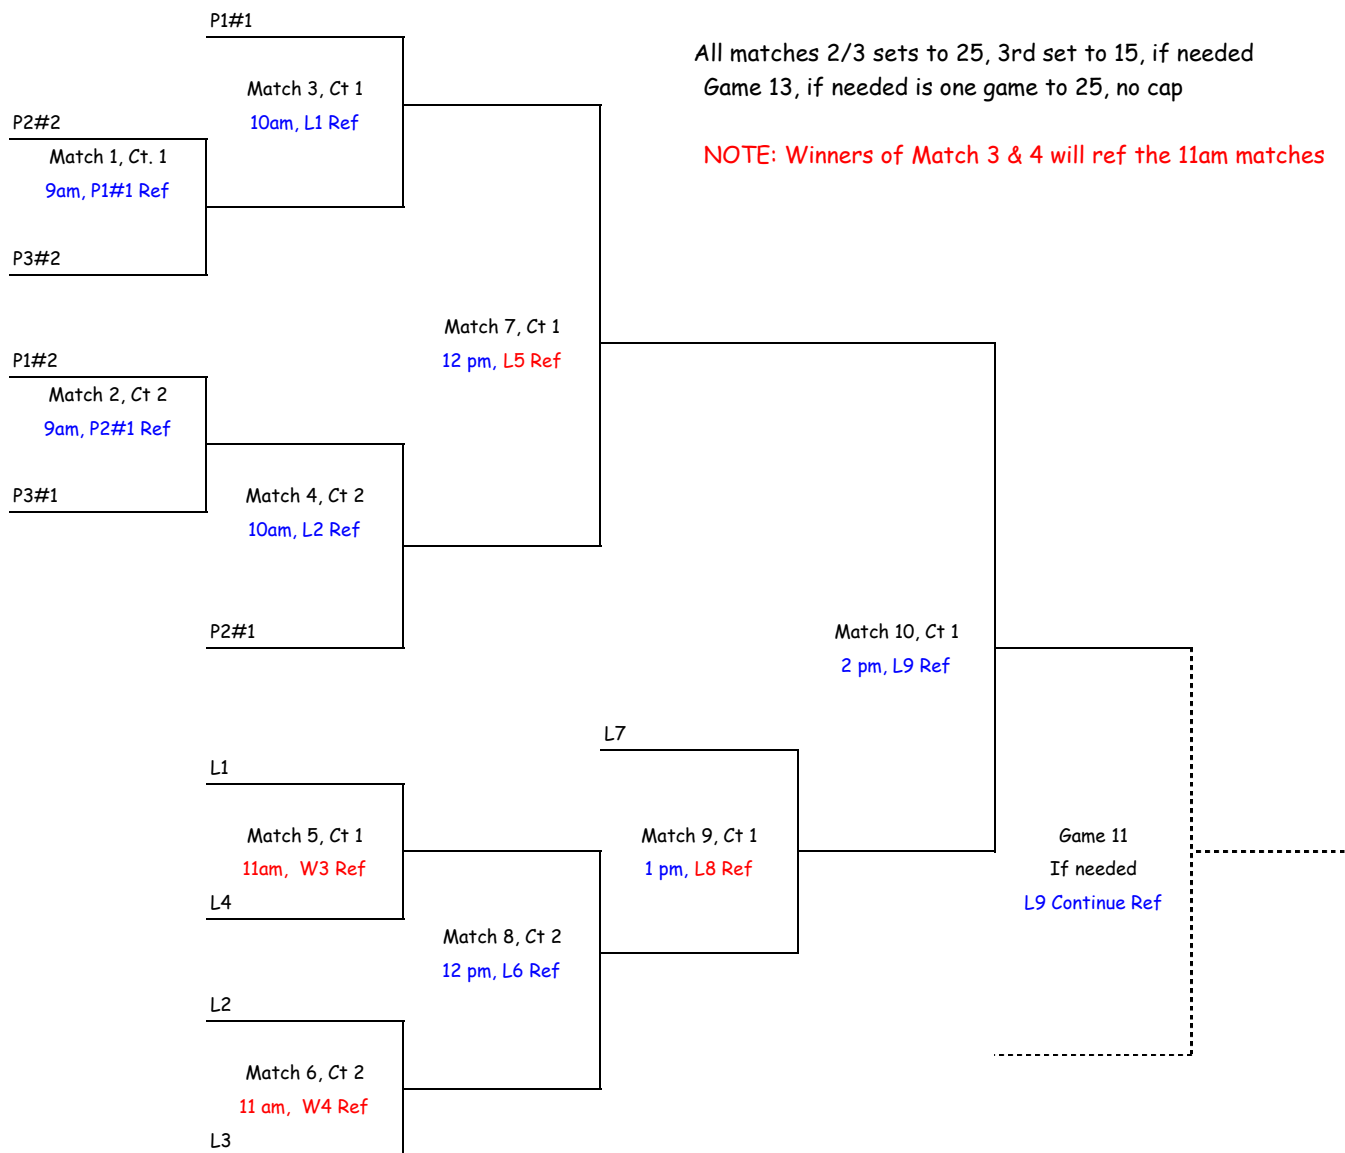 P1#1
All matches 2/3 sets to 25, 3rd set to 15, if needed
Game 13, if needed is one game to 25, no cap
Match 3, Ct 1
10am, L1 Ref
P2#2
Match 1, Ct. 1
9am, P1#1 Ref
NOTE: Winners of Match 3 & 4 will ref the 11am matches
P3#2
Match 7, Ct 1
12 pm, L5 Ref
P1#2
Match 2, Ct 2
9am, P2#1 Ref
P3#1
Match 4, Ct 2
10am, L2 Ref
P2#1
Match 10, Ct 1
2 pm, L9 Ref
L7
L1
Match 5, Ct 1
11am, W3 Ref
L4
Match 9, Ct 1
1 pm, L8 Ref
Game 11
If needed
L9 Continue Ref
Match 8, Ct 2
12 pm, L6 Ref
L2
Match 6, Ct 2
11 am, W4 Ref
L3